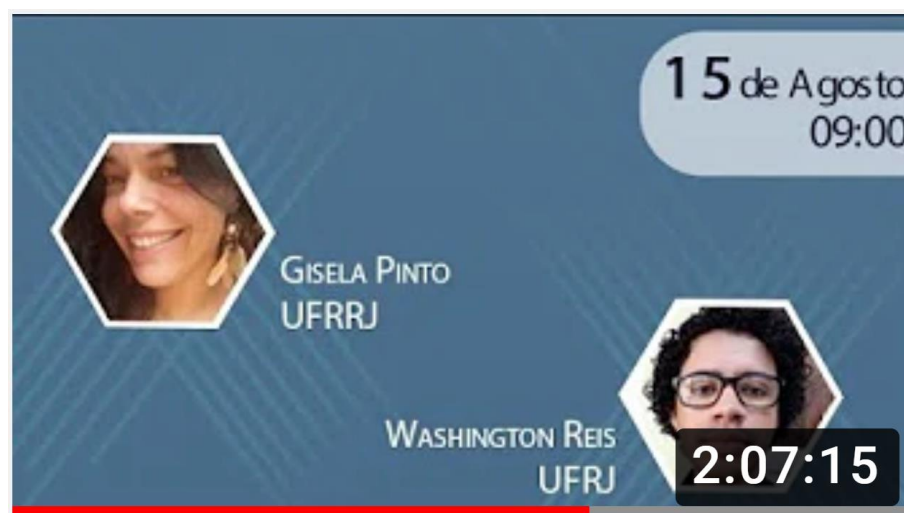 15 de Agosto
09:00
GISELA PINTO
UFRRJ
WASHINGTON REIS
UFRJ
2:07:15